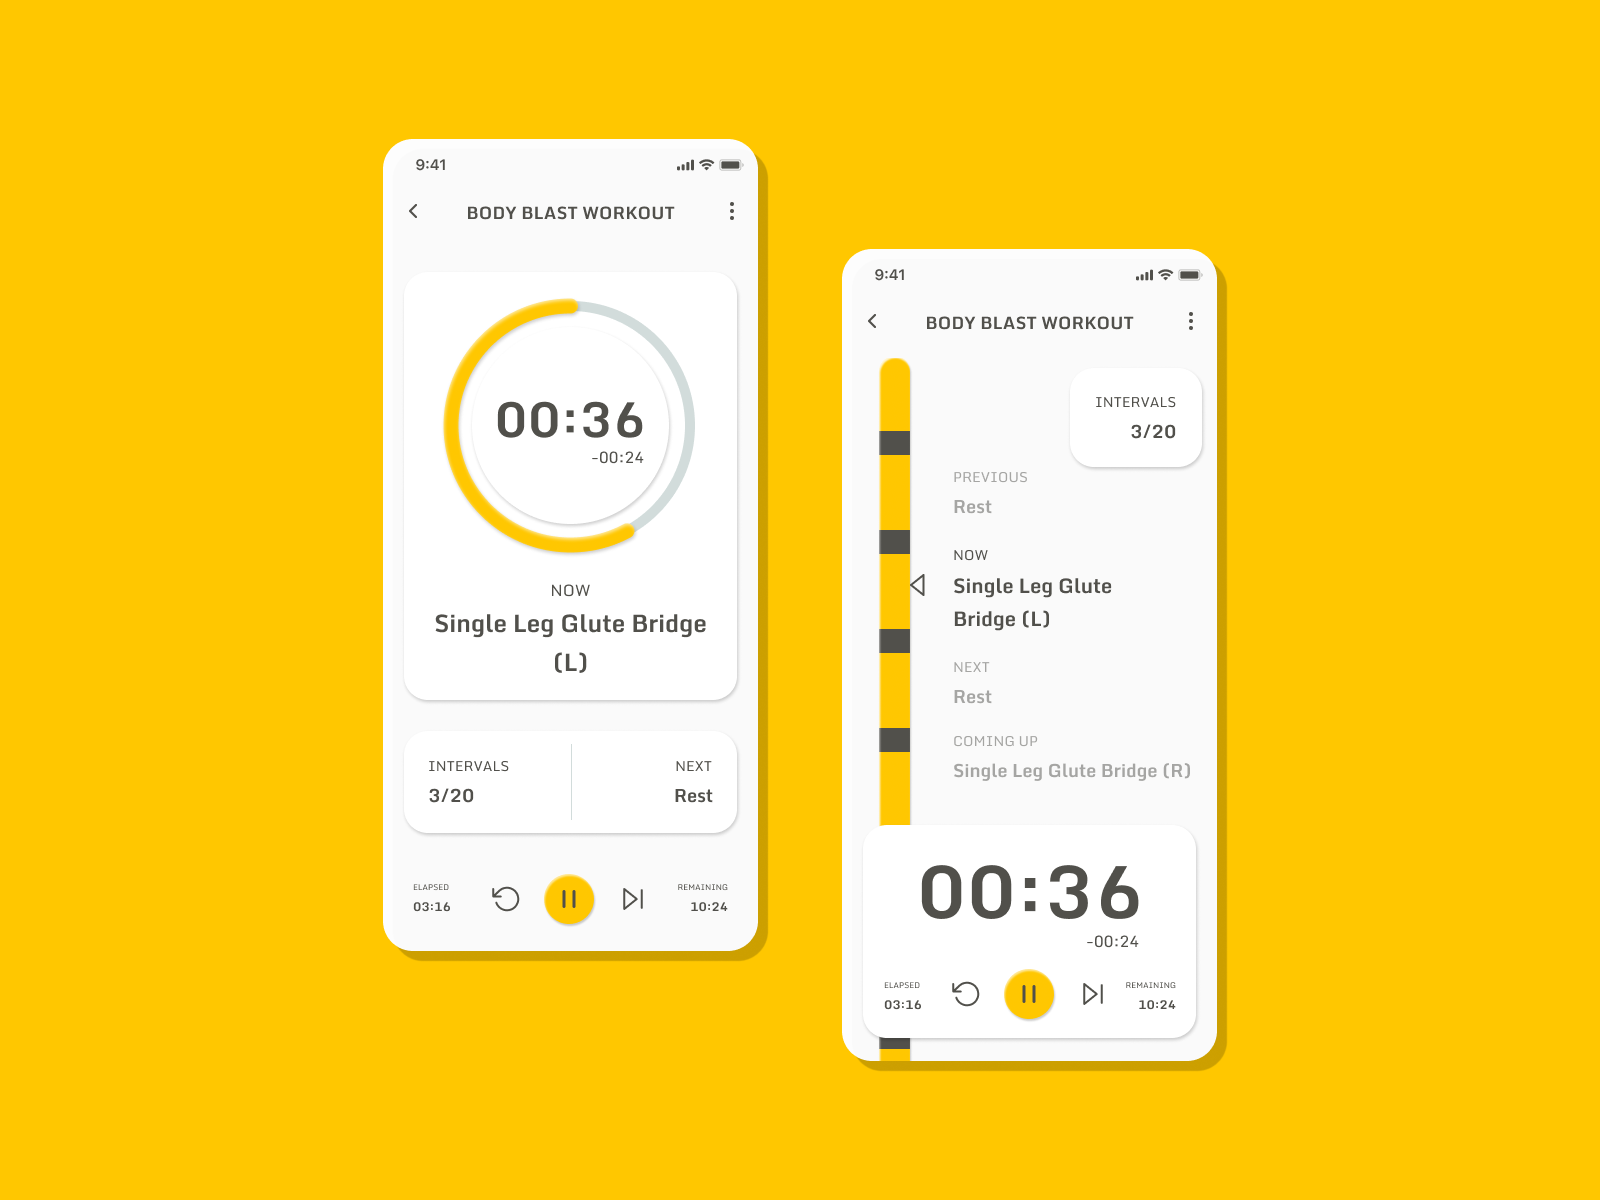 9:41
BODY BLAST WORKOUT
00:36
-00:24
NOW
Single Leg Glute Bridge
(L)
INTERVALS
3/20
NEXT
Rest
ELAPSED
03:16
REMAINING
10:24
9:41
BODY BLAST WORKOUT
INTERVALS
3/20
PREVIOUS
Rest
NOW
Single Leg Glute
Bridge (L)
NEXT
Rest
COMING UP
Single Leg Glute Bridge (R)
00:36
-00:24
ELAPSED
03:16
REMAINING
10:24